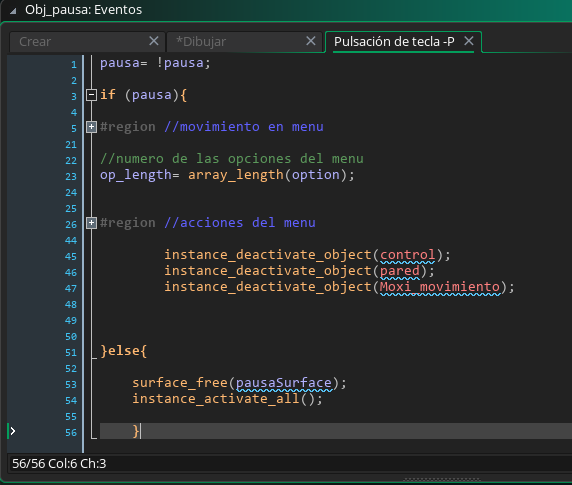 Obj_pausa: Eventos
Crear *Dibujar Pulsación de tecla -P
1 pausa= !pausa;
2
3 if (pausa){
4
5 #region //movimiento en menu
21
22 //numero de las opciones del menu
23 op_length= array_length(option);
24
25
26 #region //acciones del menu
44
45 instance_deactivate_object(control);
46 instance_deactivate_object(pared);
47 instance_deactivate_object(Moxi_movimiento);
48
49
50
51 }else{
52
53 surface_free(pausaSurface);
54 instance_activate_all();
55
56 }
56/56 Col:6 Ch:3